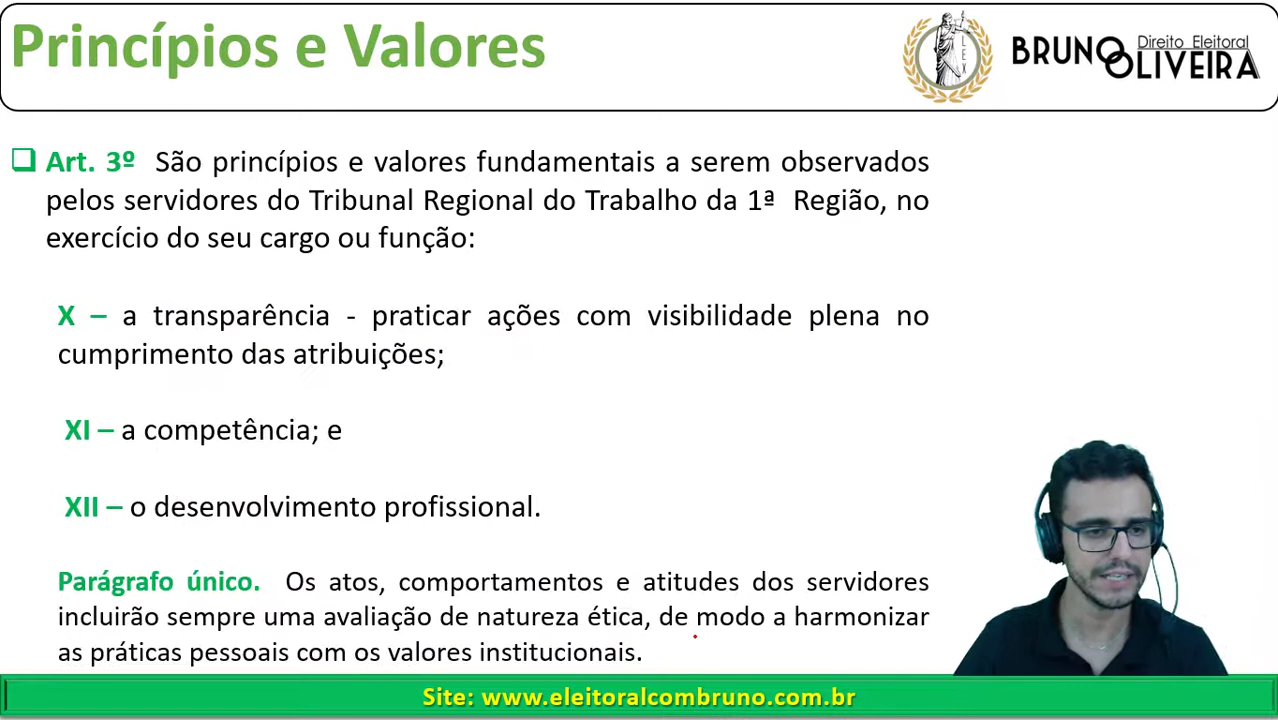 Princípios e Valores
BRUNO Direito Eleitoral
OLIVEIRA
LEX
Art. 3º São princípios e valores fundamentais a serem observados
pelos servidores do Tribunal Regional do Trabalho da 1ª Região, no
exercício do seu cargo ou função:
X – a transparência - praticar ações com visibilidade plena no
cumprimento das atribuições;
XI – a competência; e
XII – o desenvolvimento profissional.
Parágrafo único. Os atos, comportamentos e atitudes dos servidores
incluirão sempre uma avaliação de natureza ética, de modo a harmonizar
as práticas pessoais com os valores institucionais.
Site: www.eleitoralcombruno.com.br